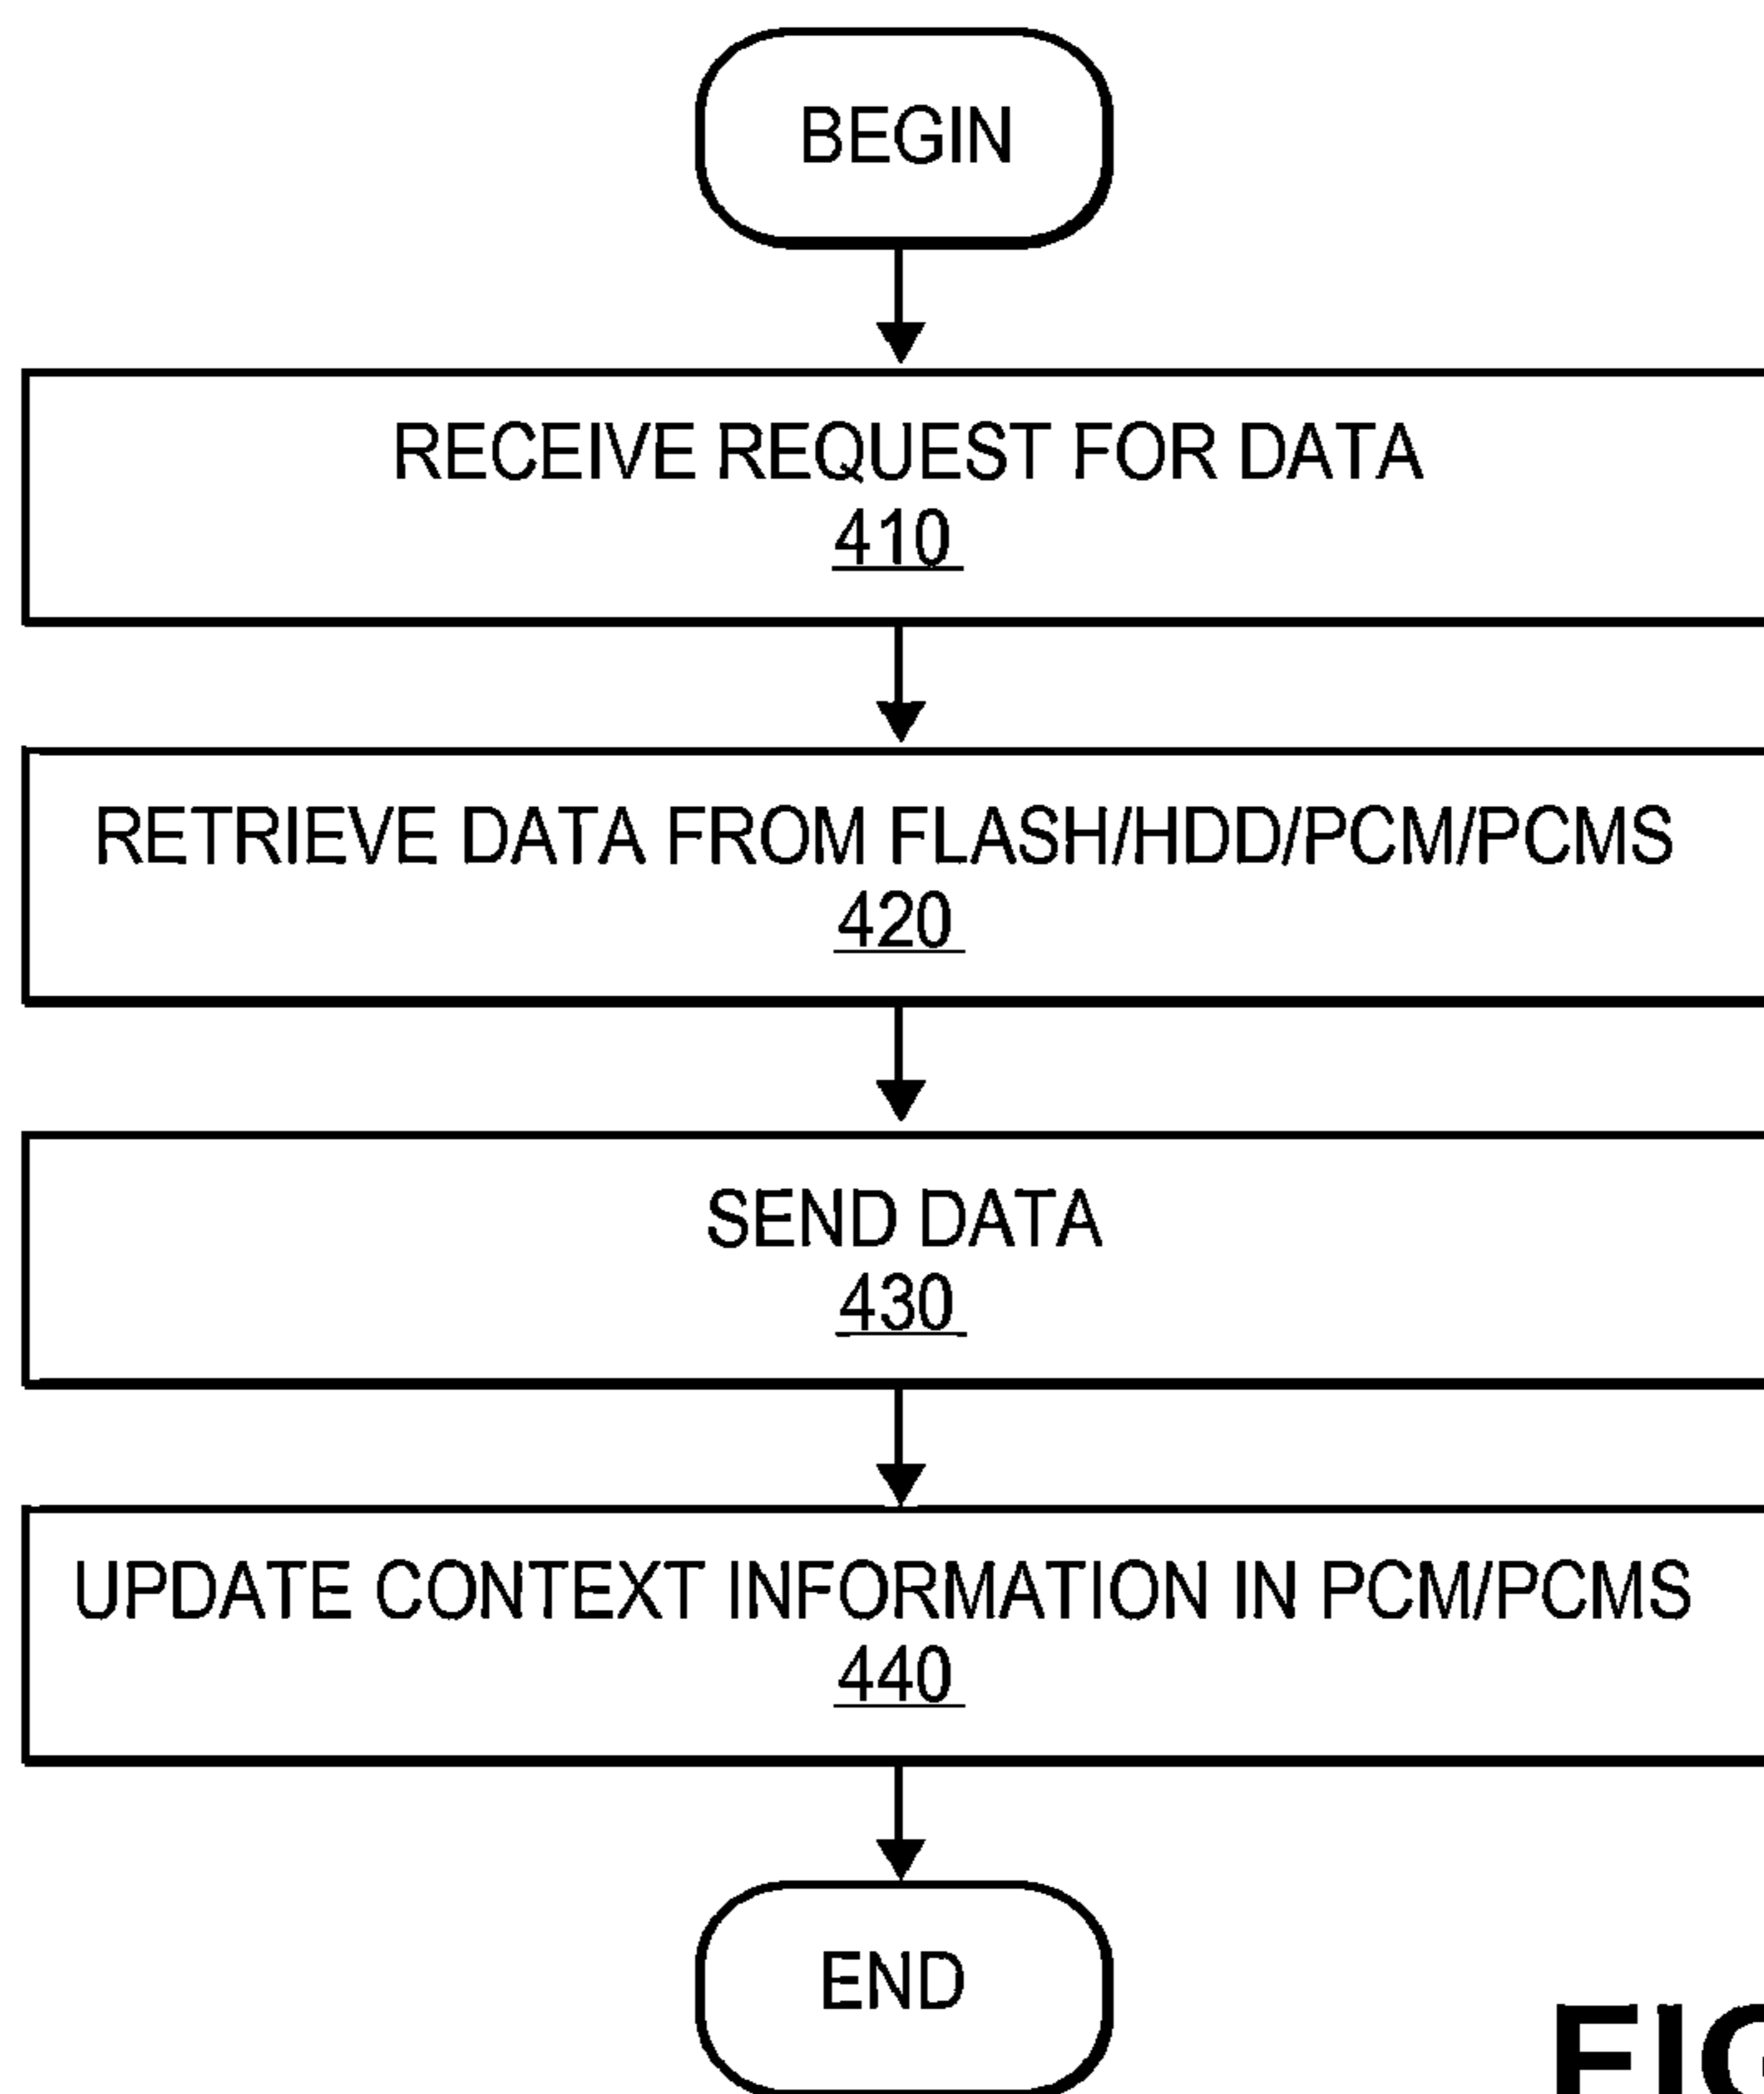 BEGIN
RECEIVE REQUEST FOR DATA
410
RETRIEVE DATA FROM FLASH/HDD/PCM/PCMS
420
SEND DATA
430
UPDATE CONTEXT INFORMATION IN PCM/PCMS
440
END